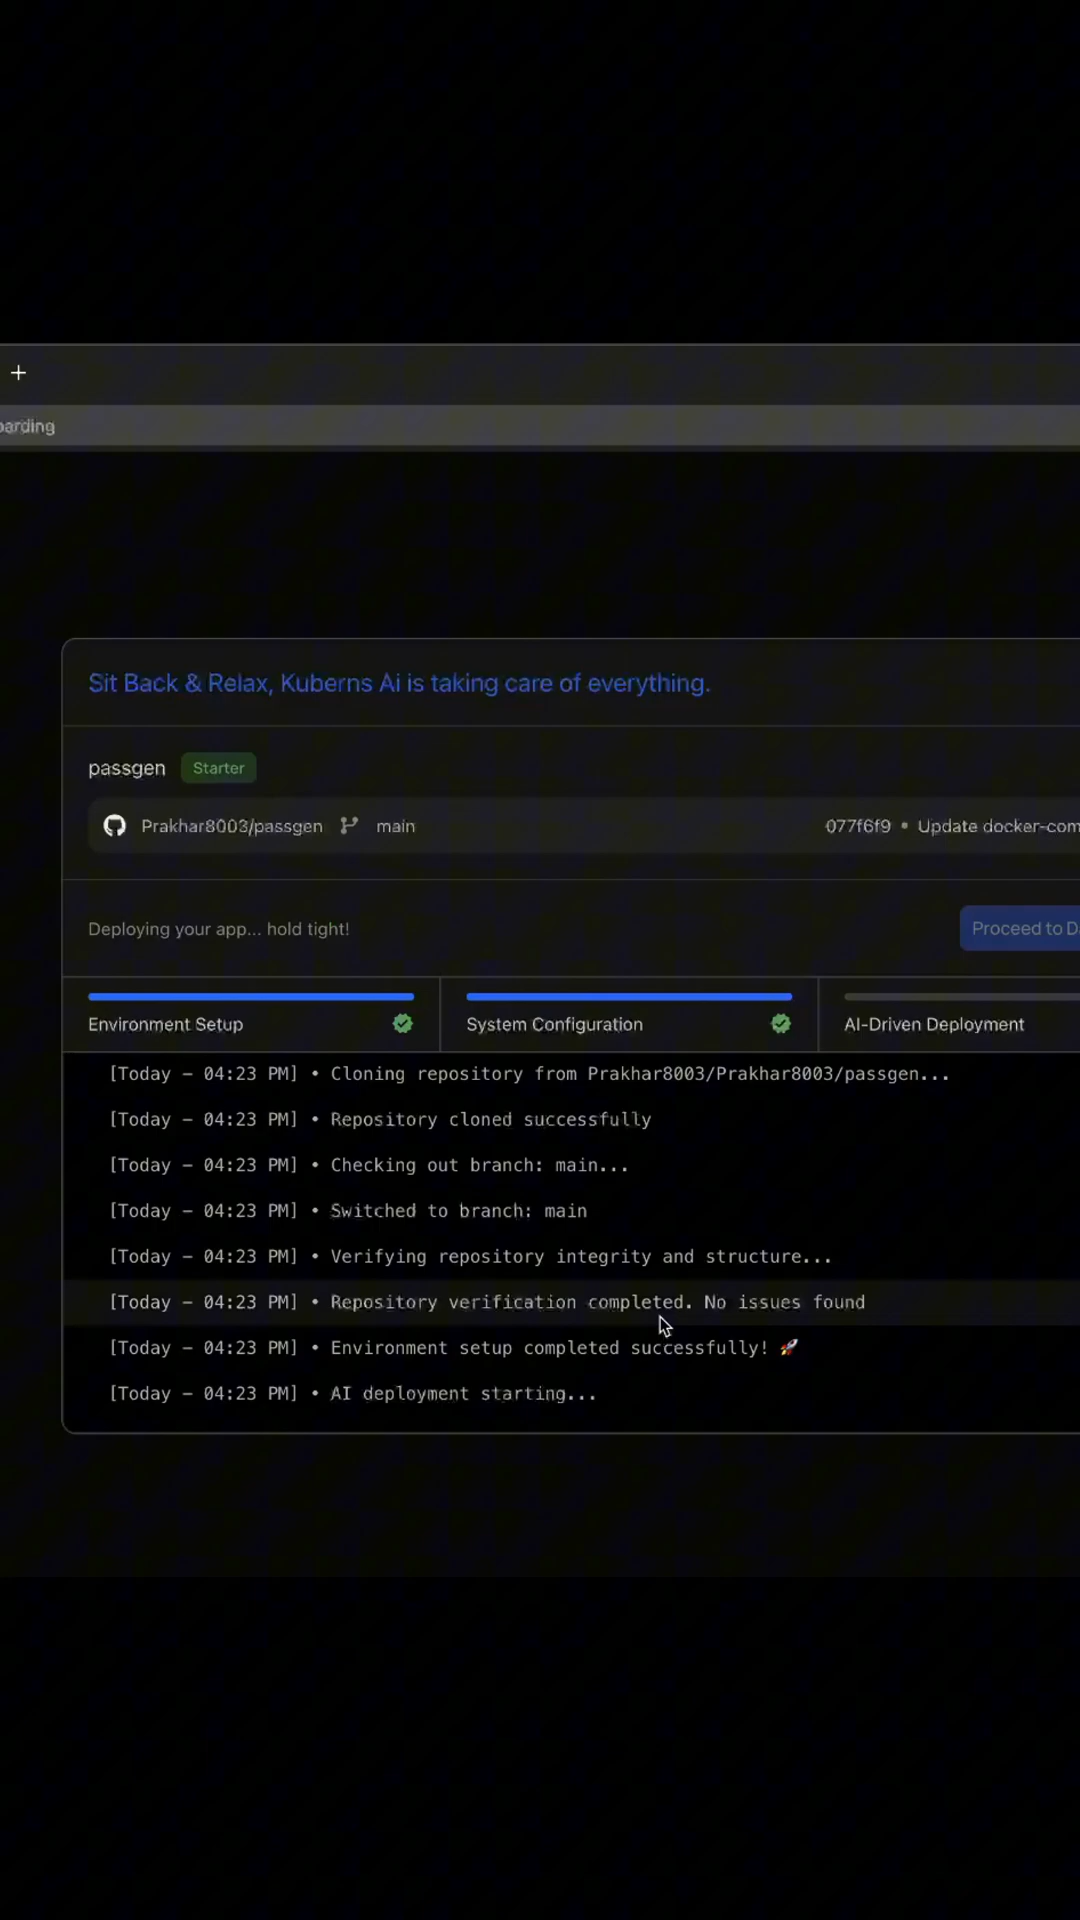 +
oarding
Sit Back & Relax, Kuberns Ai is taking care of everything.
passgen Starter
Prakhar8003/passgen main 077f6f9 • Update docker-com
Deploying your app... hold tight! Proceed to Da
Environment Setup System Configuration AI-Driven Deployment
[Today – 04:23 PM] • Cloning repository from Prakhar8003/Prakhar8003/passgen...
[Today – 04:23 PM] • Repository cloned successfully
[Today – 04:23 PM] • Checking out branch: main...
[Today – 04:23 PM] • Switched to branch: main
[Today – 04:23 PM] • Verifying repository integrity and structure...
[Today – 04:23 PM] • Repository verification completed. No issues found
[Today – 04:23 PM] • Environment setup completed successfully! 🚀
[Today – 04:23 PM] • AI deployment starting...